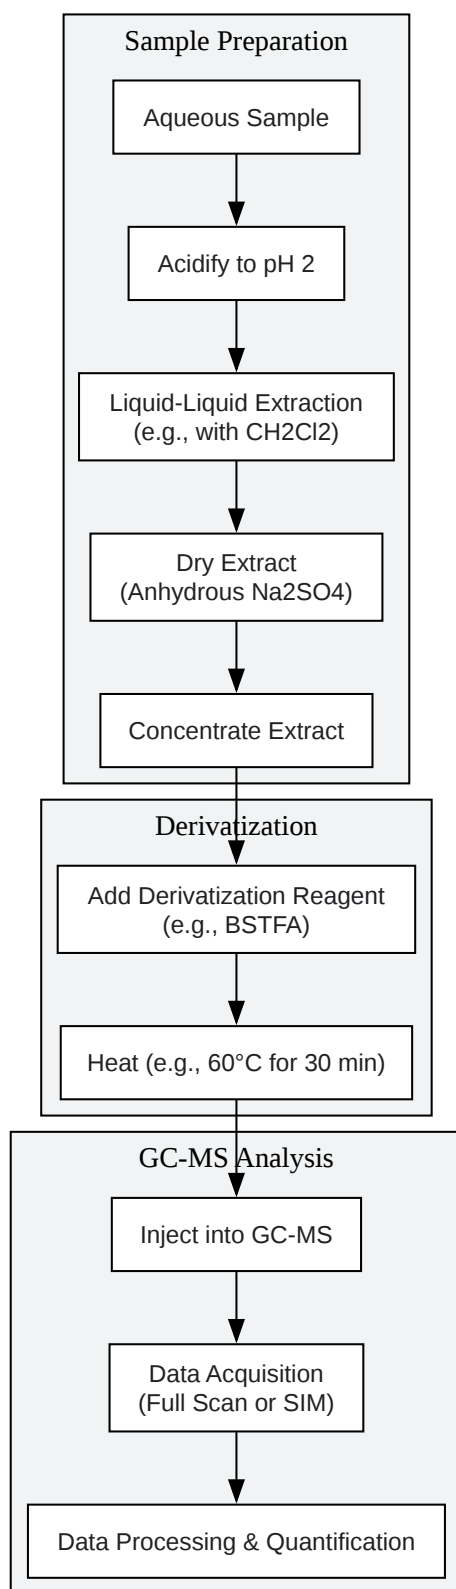 Sample Preparation
Aqueous Sample
Acidify to pH 2
Liquid-Liquid Extraction
(e.g., with CH2Cl2)
Dry Extract
(Anhydrous Na2SO4)
Concentrate Extract
Derivatization
Add Derivatization Reagent
(e.g., BSTFA)
Heat (e.g., 60°C for 30 min)
GC-MS Analysis
Inject into GC-MS
Data Acquisition
(Full Scan or SIM)
Data Processing & Quantification